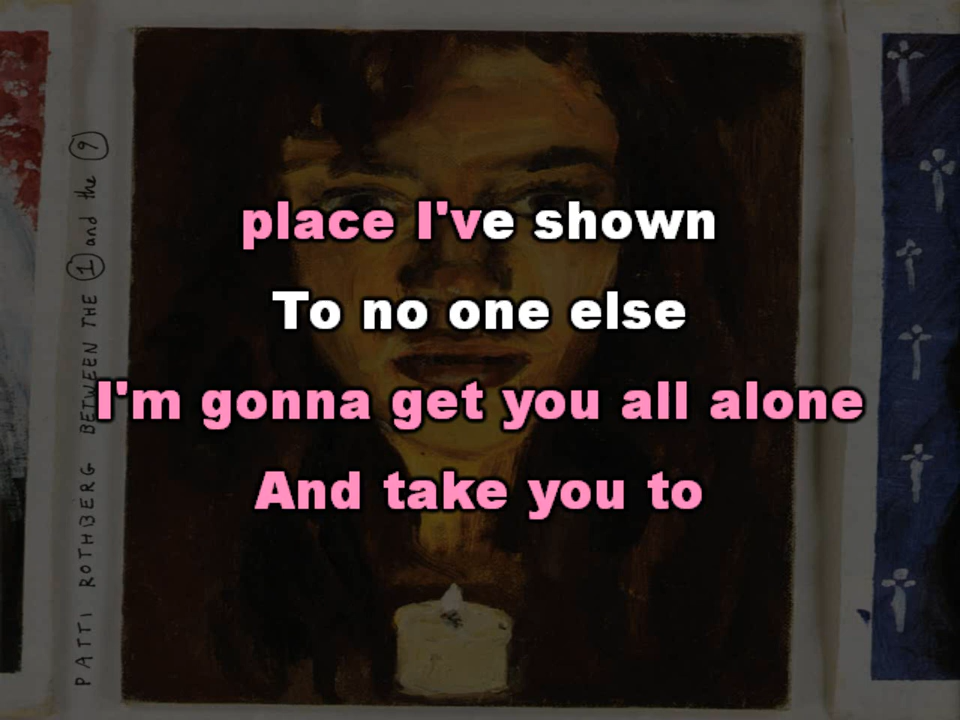 place I've shown
To no one else
I'm gonna get you all alone
And take you to
PATTI ROTHBERG BETWEEN THE 1 and the 9